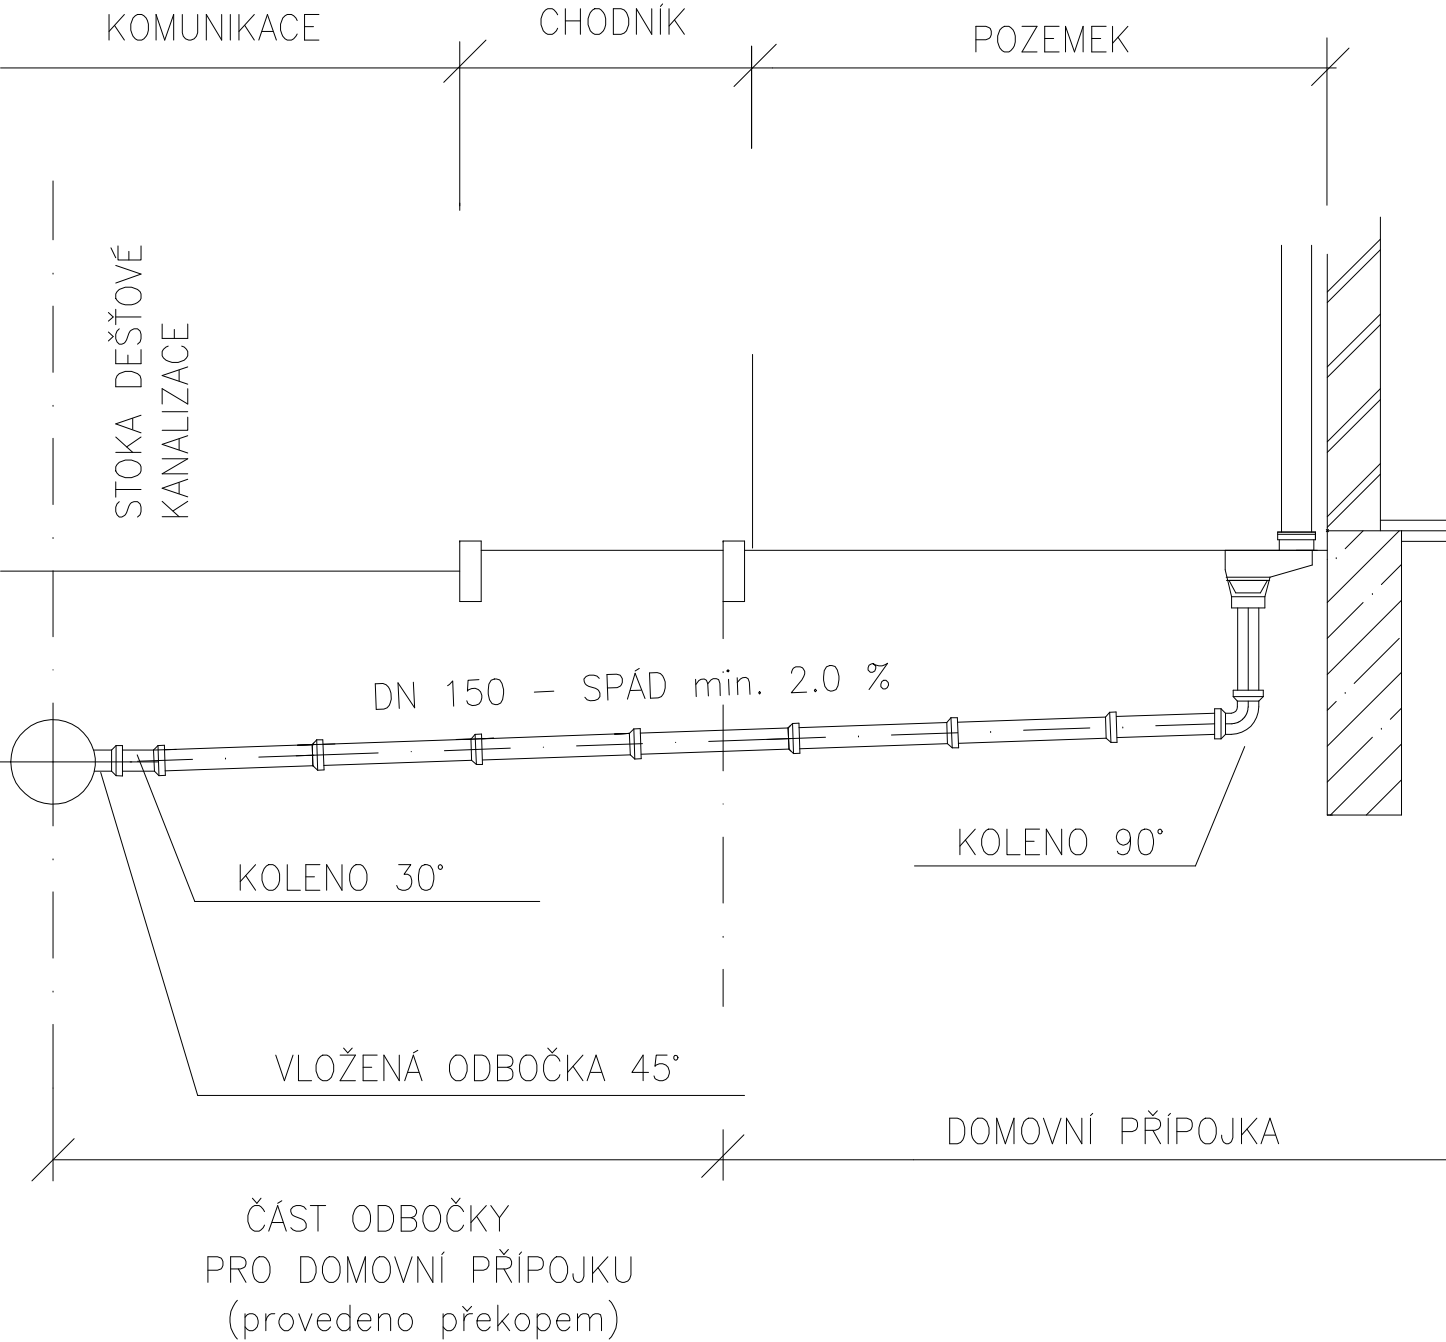 KOMUNIKACE
CHODNÍK
POZEMEK
STOKA DEŠŤOVÉ
KANALIZACE
DN 150 – SPÁD min. 2.0 %
KOLENO 90°
KOLENO 30°
VLOŽENÁ ODBOČKA 45°
DOMOVNÍ PŘÍPOJKA
ČÁST ODBOČKY
PRO DOMOVNÍ PŘÍPOJKU
(provedeno překopem)